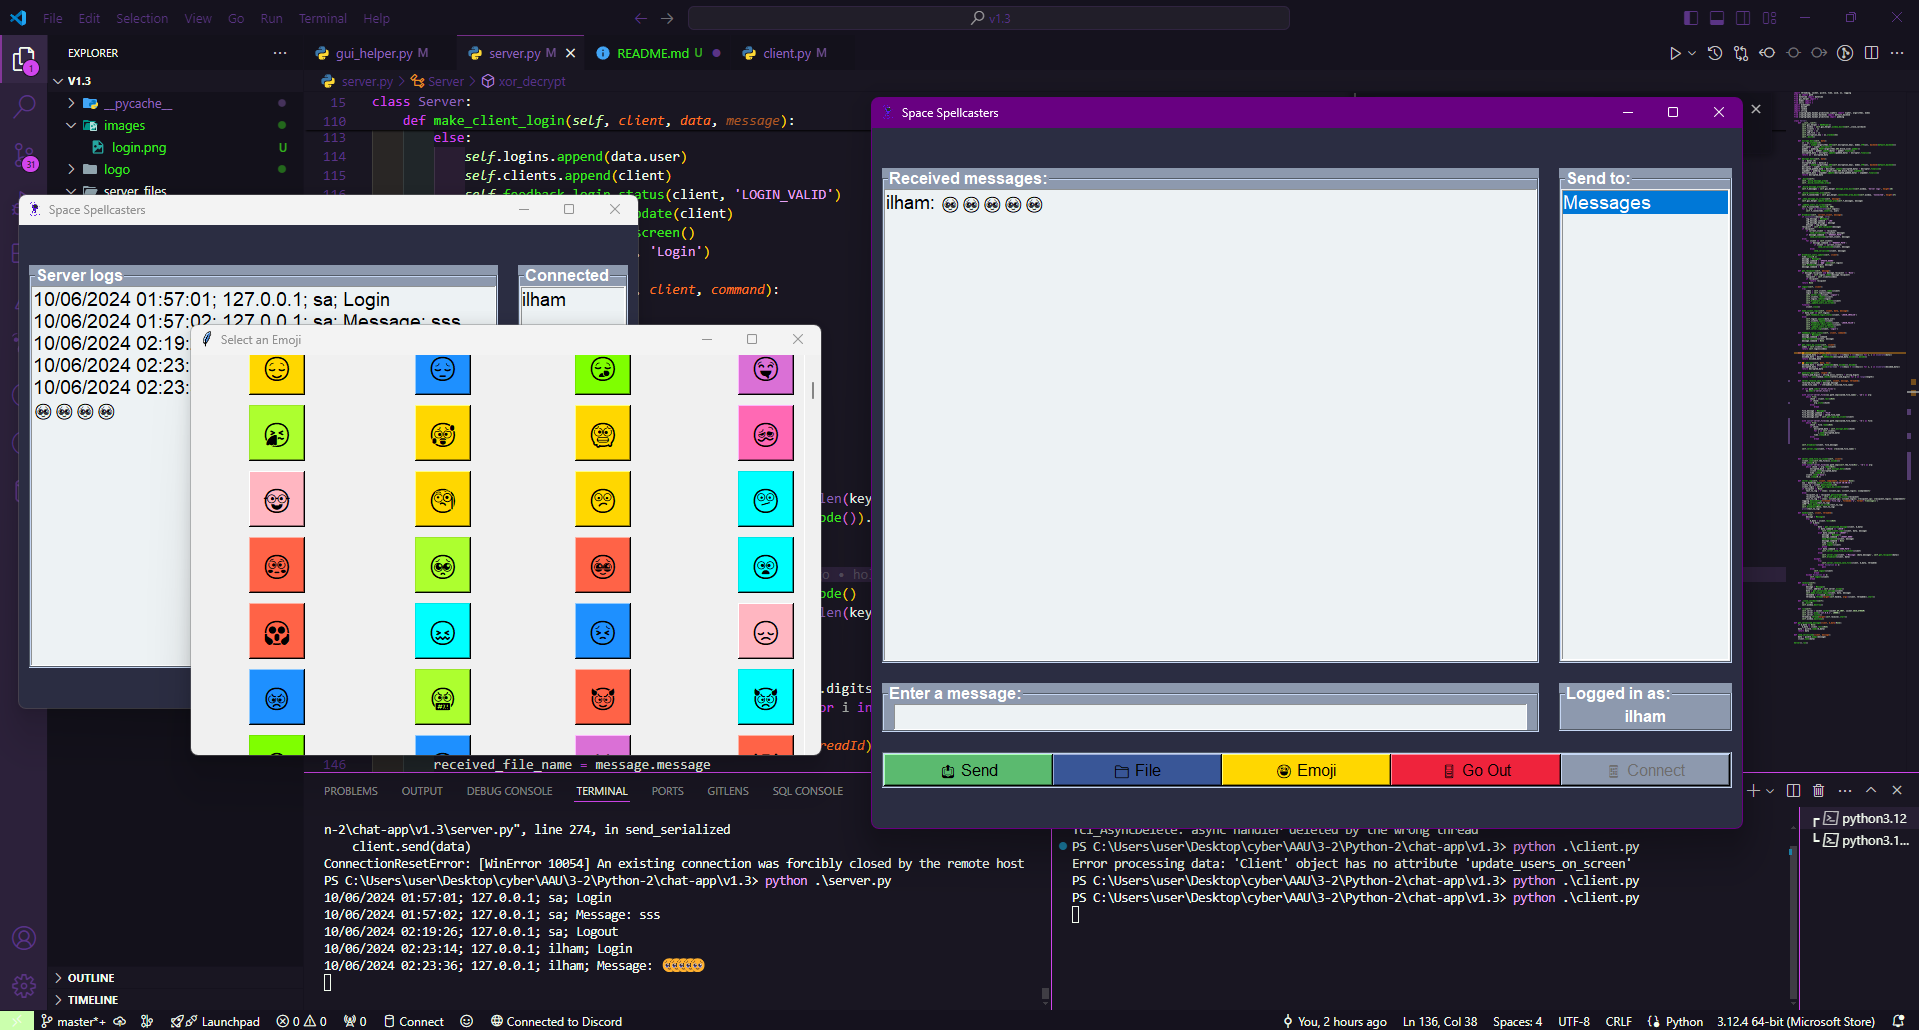 File Edit Selection View Go Run Terminal Help
v1.3
EXPLORER
V1.3
__pycache__
images
login.png U
logo
server_files
OUTLINE
TIMELINE
gui_helper.py M
server.py M
README.md U
client.py M
server.py > Server > xor_decrypt
15 class Server:
110 def make_client_login(self, client, data, message):
113 else:
114 self.logins.append(data.user)
115 self.clients.append(client)
116 self.feedback_login_status(client, 'LOGIN_VALID')
date(client)
creen()
'Login')
client, command):
len(key
ode()).
ode()
len(key
.digits
or i in
readId)
146 received_file_name = message.message
Space Spellcasters
Server logs
10/06/2024 01:57:01; 127.0.0.1; sa; Login
10/06/2024 01:57:02; 127.0.0.1; sa; Message: sss
10/06/2024 02:19:
10/06/2024 02:23:
10/06/2024 02:23:
🥺 🥺 🥺 🥺
Connected
ilham
Select an Emoji
Space Spellcasters
Received messages:
ilham: 🥺 🥺 🥺 🥺 🥺
Send to:
Messages
Enter a message:
Logged in as:
ilham
Send
File
Emoji
Go Out
Connect
PROBLEMS OUTPUT DEBUG CONSOLE TERMINAL PORTS GITLENS SQL CONSOLE
n-2\chat-app\v1.3\server.py", line 274, in send_serialized
client.send(data)
ConnectionResetError: [WinError 10054] An existing connection was forcibly closed by the remote host
PS C:\Users\user\Desktop\cyber\AAU\3-2\Python-2\chat-app\v1.3> python .\server.py
10/06/2024 01:57:01; 127.0.0.1; sa; Login
10/06/2024 01:57:02; 127.0.0.1; sa; Message: sss
10/06/2024 02:19:26; 127.0.0.1; sa; Logout
10/06/2024 02:23:14; 127.0.0.1; ilham; Login
10/06/2024 02:23:36; 127.0.0.1; ilham; Message: 🥺🥺🥺🥺🥺
Tcl_AsyncDelete: async handler deleted by the wrong thread
PS C:\Users\user\Desktop\cyber\AAU\3-2\Python-2\chat-app\v1.3> python .\client.py
Error processing data: 'Client' object has no attribute 'update_users_on_screen'
PS C:\Users\user\Desktop\cyber\AAU\3-2\Python-2\chat-app\v1.3> python .\client.py
PS C:\Users\user\Desktop\cyber\AAU\3-2\Python-2\chat-app\v1.3> python .\client.py
python3.12
python3.1...
1
31
master*+ Launchpad 0 0 0 Connect Connected to Discord
You, 2 hours ago Ln 136, Col 38 Spaces: 4 UTF-8 CRLF Python 3.12.4 64-bit (Microsoft Store)